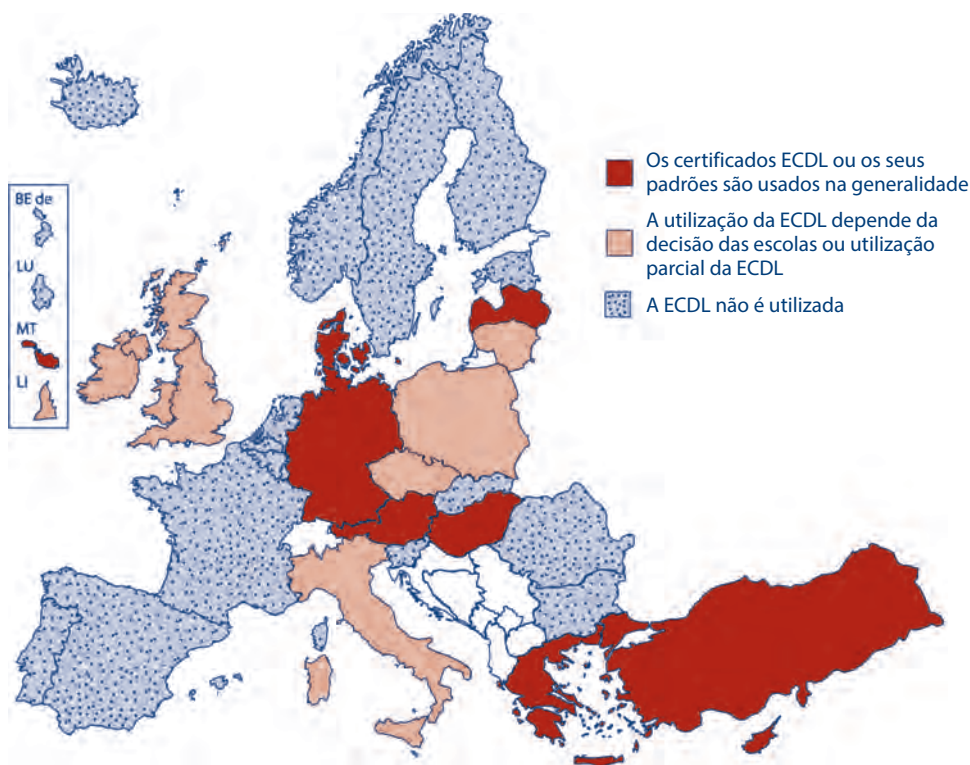 Os certificados ECDL ou os seus
padrões são usados na generalidade
A utilização da ECDL depende da
decisão das escolas ou utilização
parcial da ECDL
A ECDL não é utilizada
BE de
LU
MT
LI